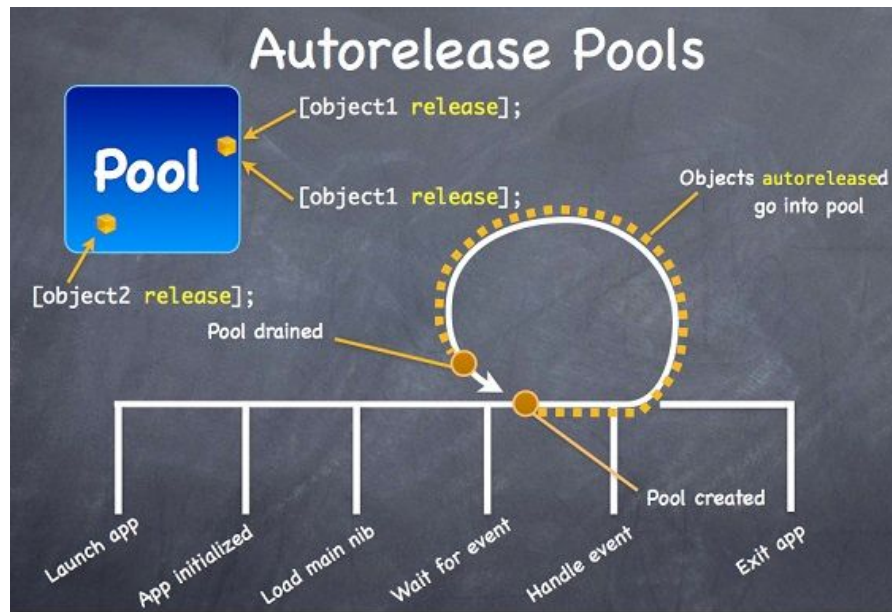 Autorelease Pools
[object1 release];
Pool
[object1 release];
Objects autoreleased
go into pool
[object2 release];
Pool drained
Pool created
Launch app
App initialized
Load main nib
Wait for event
Handle event
Exit app